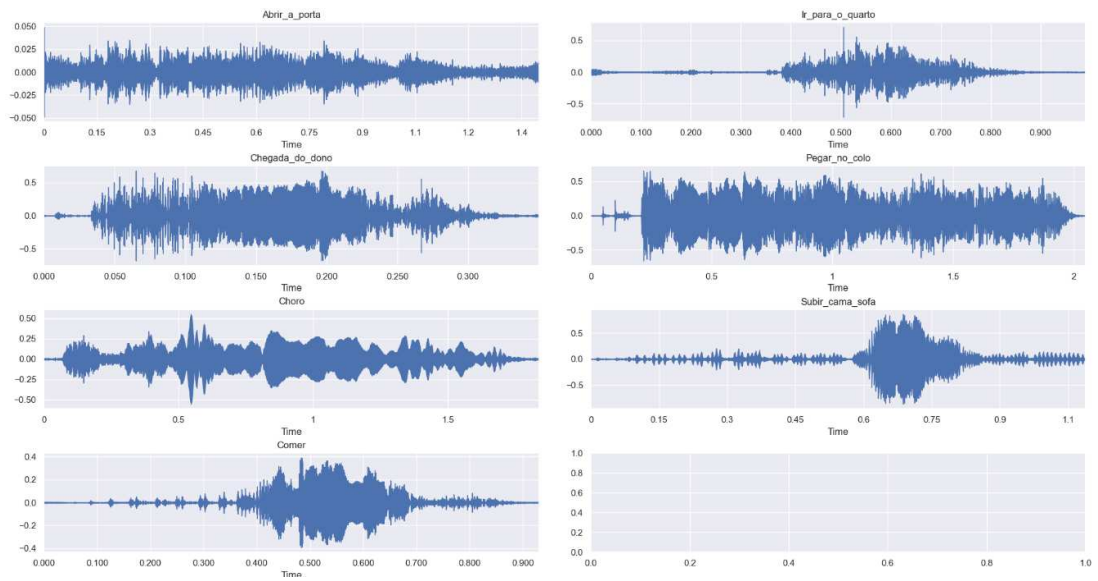 Abrir_a_porta
0.050
0.025
0.000
−0.025
−0.050
0 0.15 0.3 0.45 0.6 0.75 0.9 1.1 1.2 1.4
Time
Ir_para_o_quarto
0.5
0.0
−0.5
0.000 0.100 0.200 0.300 0.400 0.500 0.600 0.700 0.800 0.900
Time
Chegada_do_dono
0.5
0.0
−0.5
0.000 0.050 0.100 0.150 0.200 0.250 0.300
Time
Pegar_no_colo
0.5
0.0
−0.5
0 0.5 1 1.5 2
Time
Choro
0.50
0.25
0.00
−0.25
−0.50
0 0.5 1 1.5
Time
Subir_cama_sofa
0.5
0.0
−0.5
0 0.15 0.3 0.45 0.6 0.75 0.9 1.1
Time
Comer
0.4
0.2
0.0
−0.2
−0.4
0.000 0.100 0.200 0.300 0.400 0.500 0.600 0.700 0.800 0.900
Time
1.0
0.8
0.6
0.4
0.2
0.0
0.0 0.2 0.4 0.6 0.8 1.0